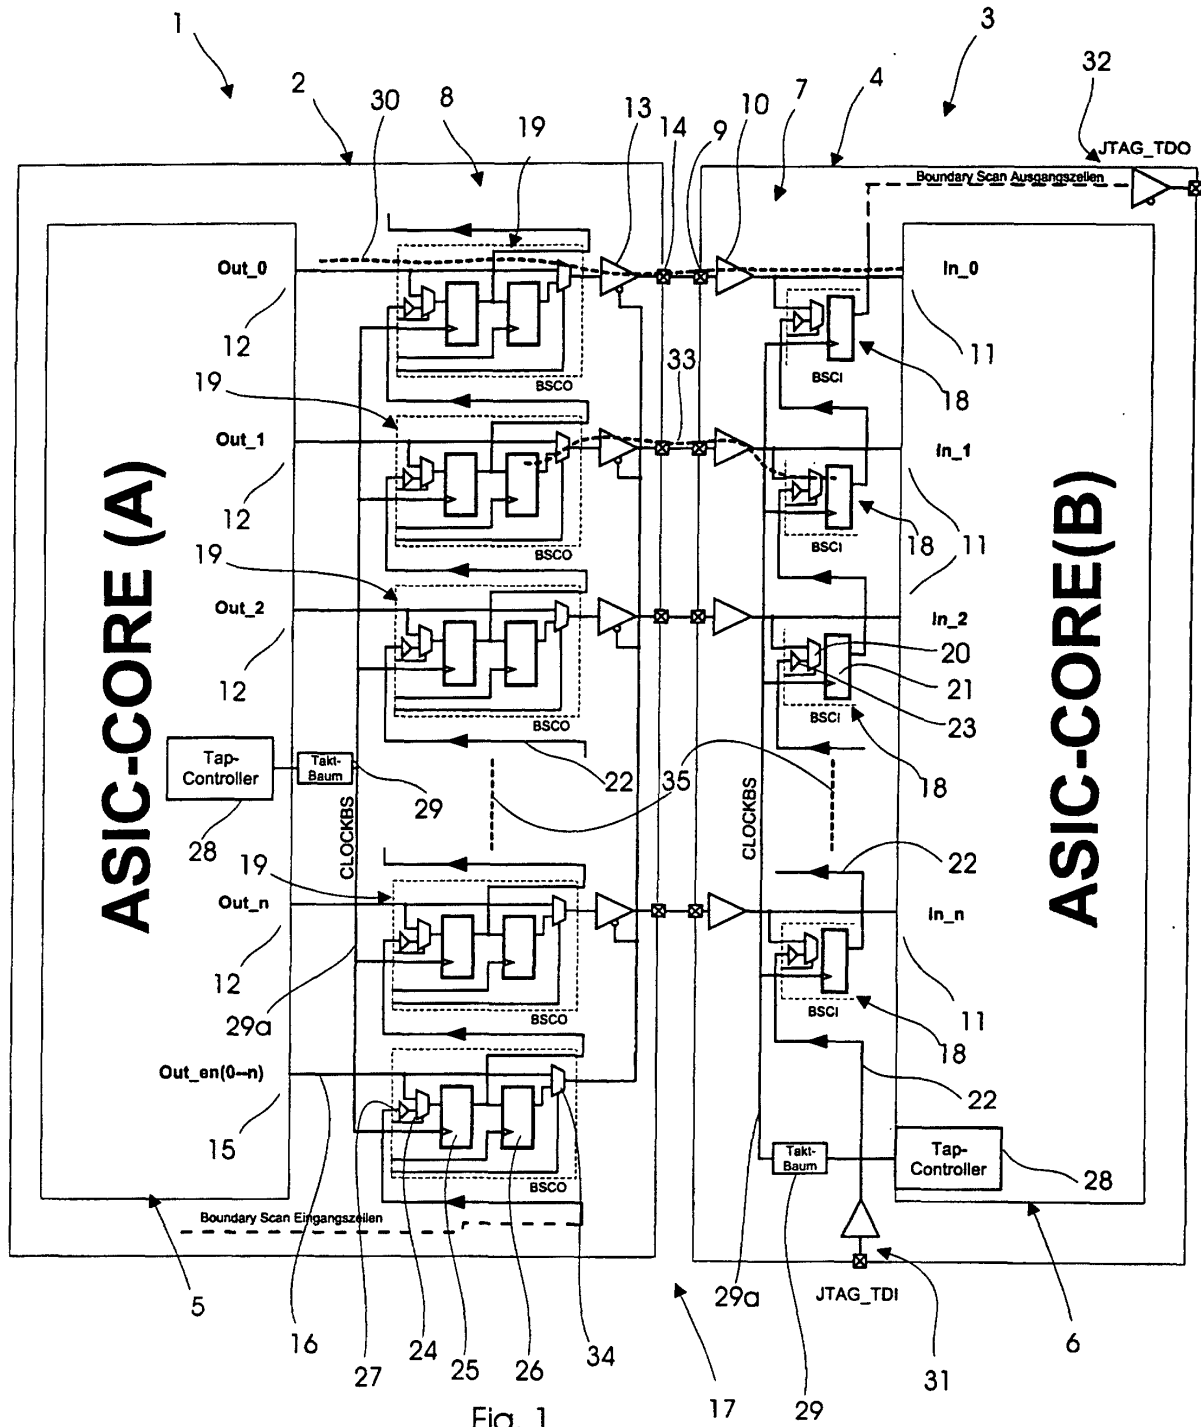 1
2
30
8
19
13
14
9
10
7
4
3
32
JTAG_TDO
Boundary Scan Ausgangszellen
Out_0
12
BSCO
In_0
11
BSCI
18
19
33
Out_1
12
BSCO
In_1
11
BSCI
18
19
Out_2
12
BSCO
In_2
20
21
23
BSCI
18
ASIC-CORE (A)
ASIC-CORE(B)
Tap-
Controller
28
Takt-
Baum
29
22
35
CLOCKBS
CLOCKBS
22
19
Out_n
12
29a
BSCO
In_n
11
BSCI
18
22
Out_en(0--n)
15
BSCO
Boundary Scan Eingangszellen
Takt-
Baum
Tap-
Controller
28
5
16
27
24
25
26
34
17
29a
JTAG_TDI
29
31
6
Fig. 1